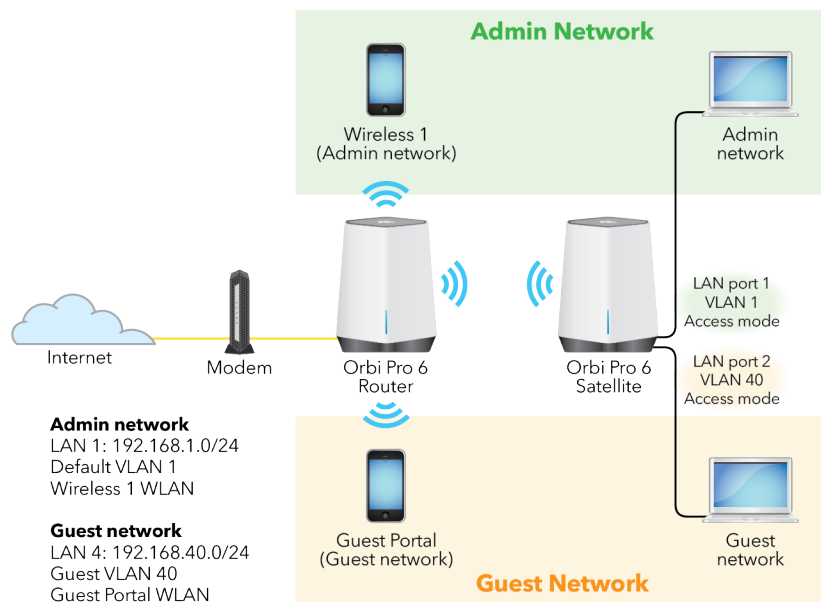 Admin Network
Wireless 1
(Admin network)
Admin
network
LAN port 1
VLAN 1
Access mode
Internet
Modem
Orbi Pro 6
Router
Orbi Pro 6
Satellite
LAN port 2
VLAN 40
Access mode
Admin network
LAN 1: 192.168.1.0/24
Default VLAN 1
Wireless 1 WLAN
Guest network
LAN 4: 192.168.40.0/24
Guest VLAN 40
Guest Portal WLAN
Guest Portal
(Guest network)
Guest
network
Guest Network